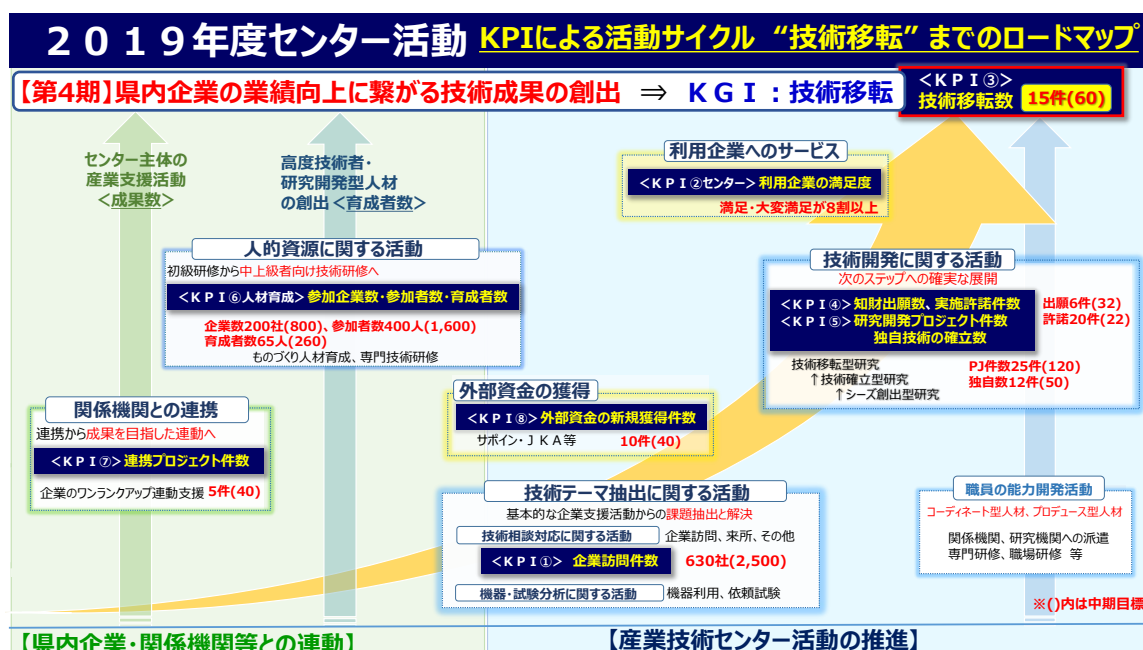 ２０１９年度センター活動 KPIによる活動サイクル “技術移転” までのロードマップ
【第4期】県内企業の業績向上に繋がる技術成果の創出 ⇒ ＫＧＩ：技術移転
＜ＫＰＩ③＞
技術移転数 15件(60)
センター主体の
産業支援活動
＜成果数＞
高度技術者・
研究開発型人材
の創出＜育成者数＞
利用企業へのサービス
＜ＫＰＩ②センター＞利用企業の満足度
満足・大変満足が8割以上
人的資源に関する活動
初級研修から中上級者向け技術研修へ
＜ＫＰＩ⑥人材育成＞参加企業数・参加者数・育成者数
企業数200社(800)、参加者数400人(1,600)
育成者数65人(260)
ものづくり人材育成、専門技術研修
技術開発に関する活動
次のステップへの確実な展開
＜ＫＰＩ④＞知財出願数、実施許諾件数
＜ＫＰＩ⑤＞研究開発プロジェクト件数
独自技術の確立数
出願6件(32)
許諾20件(22)
技術移転型研究
↑技術確立型研究
↑シーズ創出型研究
PJ件数25件(120)
独自数12件(50)
外部資金の獲得
＜ＫＰＩ⑧＞外部資金の新規獲得件数
サポイン・ＪＫＡ等 10件(40)
関係機関との連携
連携から成果を目指した連動へ
＜ＫＰＩ⑦＞連携プロジェクト件数
企業のワンランクアップ連動支援 5件(40)
技術テーマ抽出に関する活動
基本的な企業支援活動からの課題抽出と解決
技術相談対応に関する活動 企業訪問、来所、その他
＜ＫＰＩ①＞ 企業訪問件数 630社(2,500)
機器・試験分析に関する活動 機器利用、依頼試験
職員の能力開発活動
コーディネート型人材、プロデュース型人材
関係機関、研究機関への派遣
専門研修、職場研修 等
※()内は中期目標
【県内企業・関係機関等との連動】
【産業技術センター活動の推進】